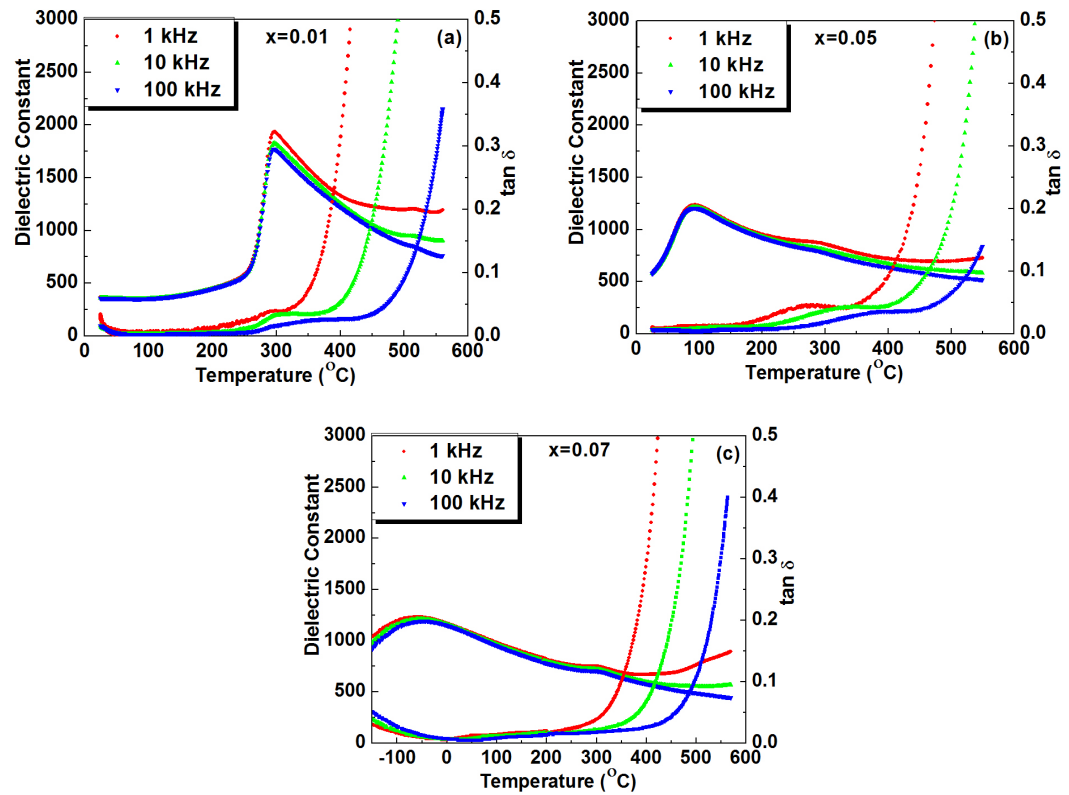 (a)
x=0.01
1 kHz
10 kHz
100 kHz
3000
2500
2000
1500
1000
500
0
Dielectric Constant
0.5
0.4
0.3
0.2
0.1
0.0
tan δ
0 100 200 300 400 500 600
Temperature (°C)
(b)
x=0.05
1 kHz
10 kHz
100 kHz
3000
2500
2000
1500
1000
500
0
Dielectric Constant
0.5
0.4
0.3
0.2
0.1
0.0
tan δ
0 100 200 300 400 500 600
Temperature (°C)
(c)
x=0.07
1 kHz
10 kHz
100 kHz
3000
2500
2000
1500
1000
500
0
Dielectric Constant
0.5
0.4
0.3
0.2
0.1
0.0
tan δ
-100 0 100 200 300 400 500 600
Temperature (°C)